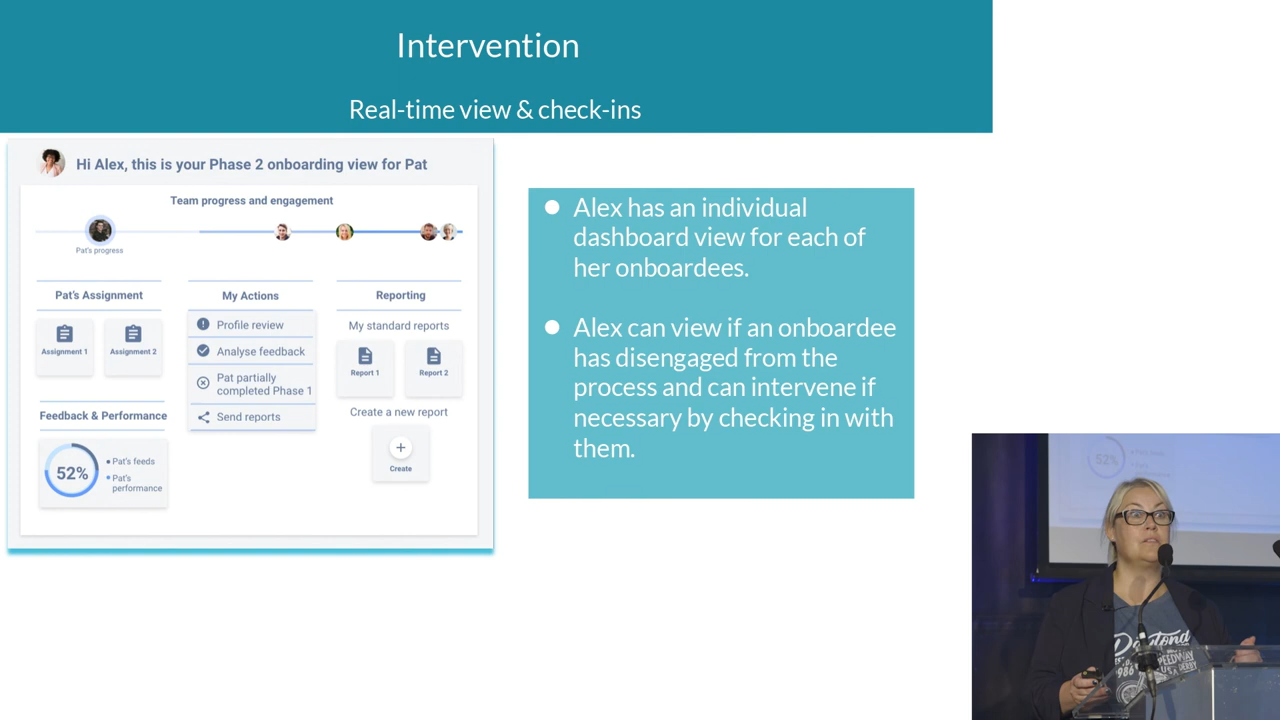 Intervention
Real-time view & check-ins
Hi Alex, this is your Phase 2 onboarding view for Pat
Team progress and engagement
Pat's progress
Pat's Assignment
Assignment 1
Assignment 2
Feedback & Performance
52%
Pat's feeds
Pat's
performance
My Actions
Profile review
Analyse feedback
Pat partially
completed Phase 1
Send reports
Reporting
My standard reports
Report 1
Report 2
Create a new report
Create
Alex has an individual
dashboard view for each of
her onboardees.
Alex can view if an onboardee
has disengaged from the
process and can intervene if
necessary by checking in with
them.
52%
Daytona
SPEEDWAY